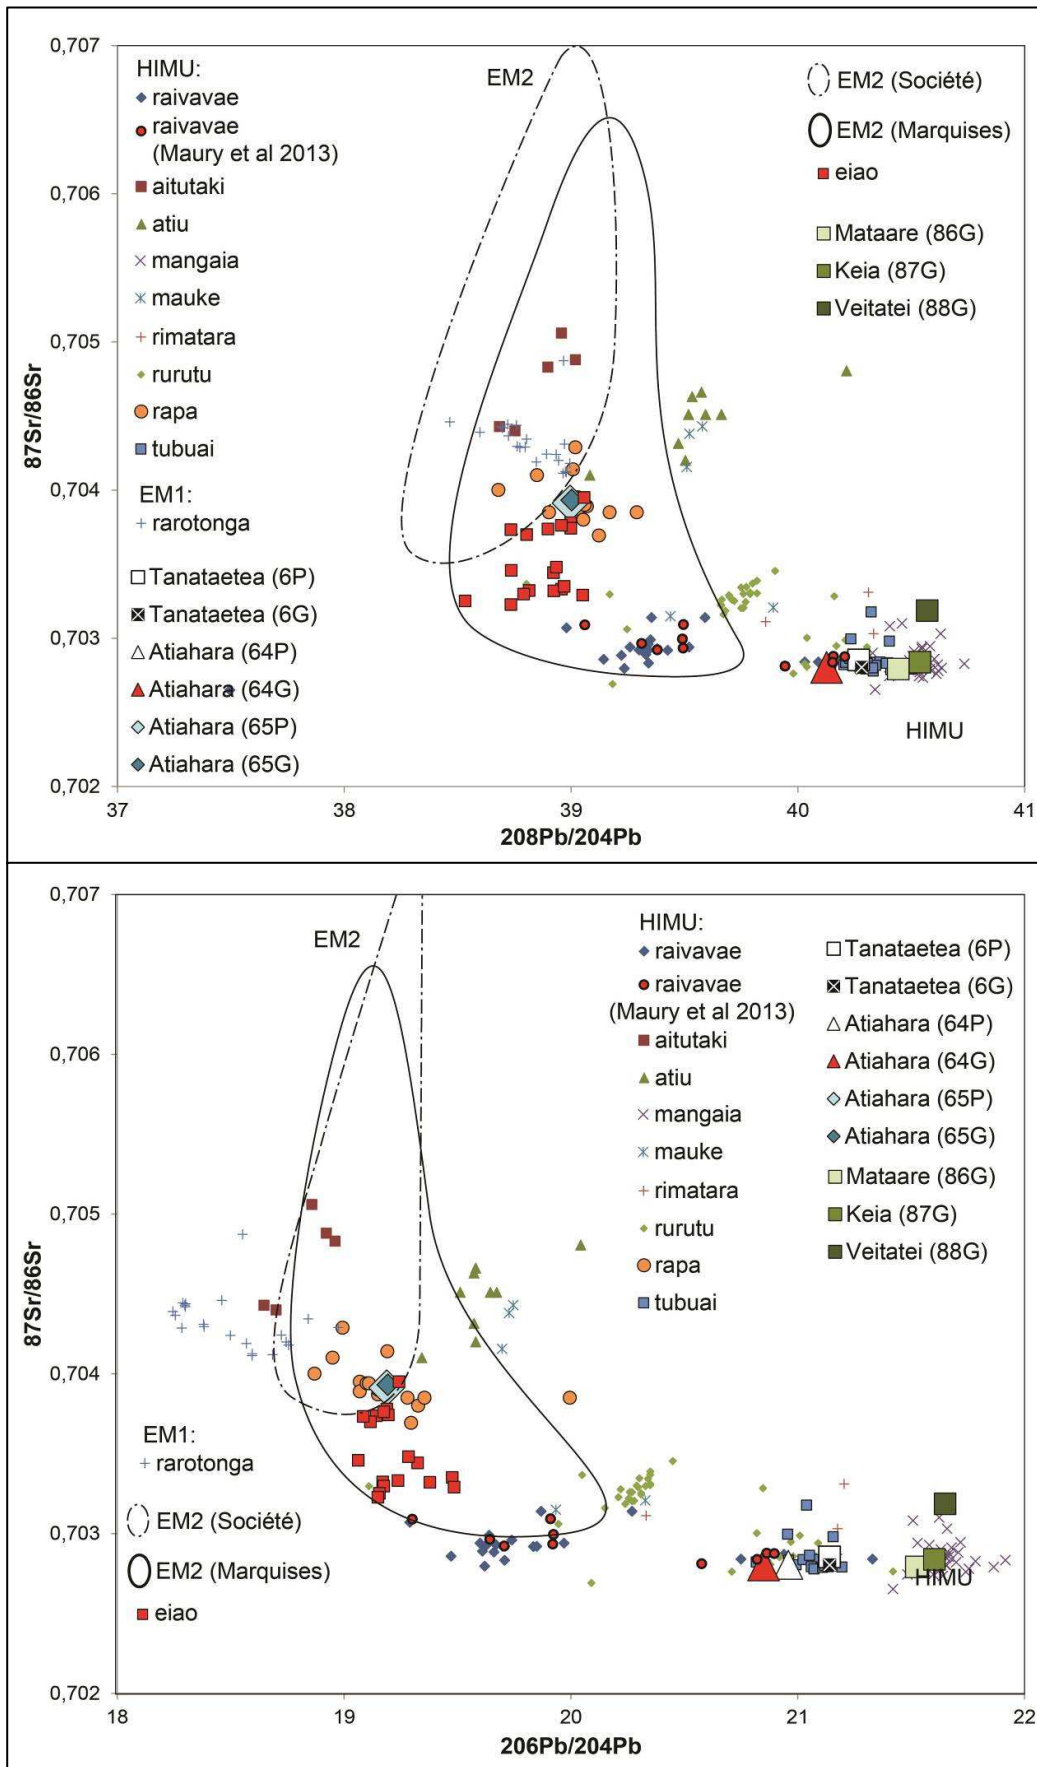 0,707
0,706
0,705
0,704
0,703
0,702
87Sr/86Sr
HIMU:
raivavae
raivavae
(Maury et al 2013)
aitutaki
atiu
mangaia
mauke
rimatara
rurutu
rapa
tubuai
EM1:
rarotonga
Tanataetea (6P)
Tanataetea (6G)
Atiahara (64P)
Atiahara (64G)
Atiahara (65P)
Atiahara (65G)
EM2
EM2 (Société)
EM2 (Marquises)
eiao
Mataare (86G)
Keia (87G)
Veitatei (88G)
HIMU
37
38
39
40
41
208Pb/204Pb
0,707
0,706
0,705
0,704
0,703
0,702
87Sr/86Sr
EM2
EM1:
rarotonga
EM2 (Société)
EM2 (Marquises)
eiao
HIMU:
raivavae
raivavae
(Maury et al 2013)
aitutaki
atiu
mangaia
mauke
rimatara
rurutu
rapa
tubuai
Tanataetea (6P)
Tanataetea (6G)
Atiahara (64P)
Atiahara (64G)
Atiahara (65P)
Atiahara (65G)
Mataare (86G)
Keia (87G)
Veitatei (88G)
HIMU
18
19
20
21
22
206Pb/204Pb